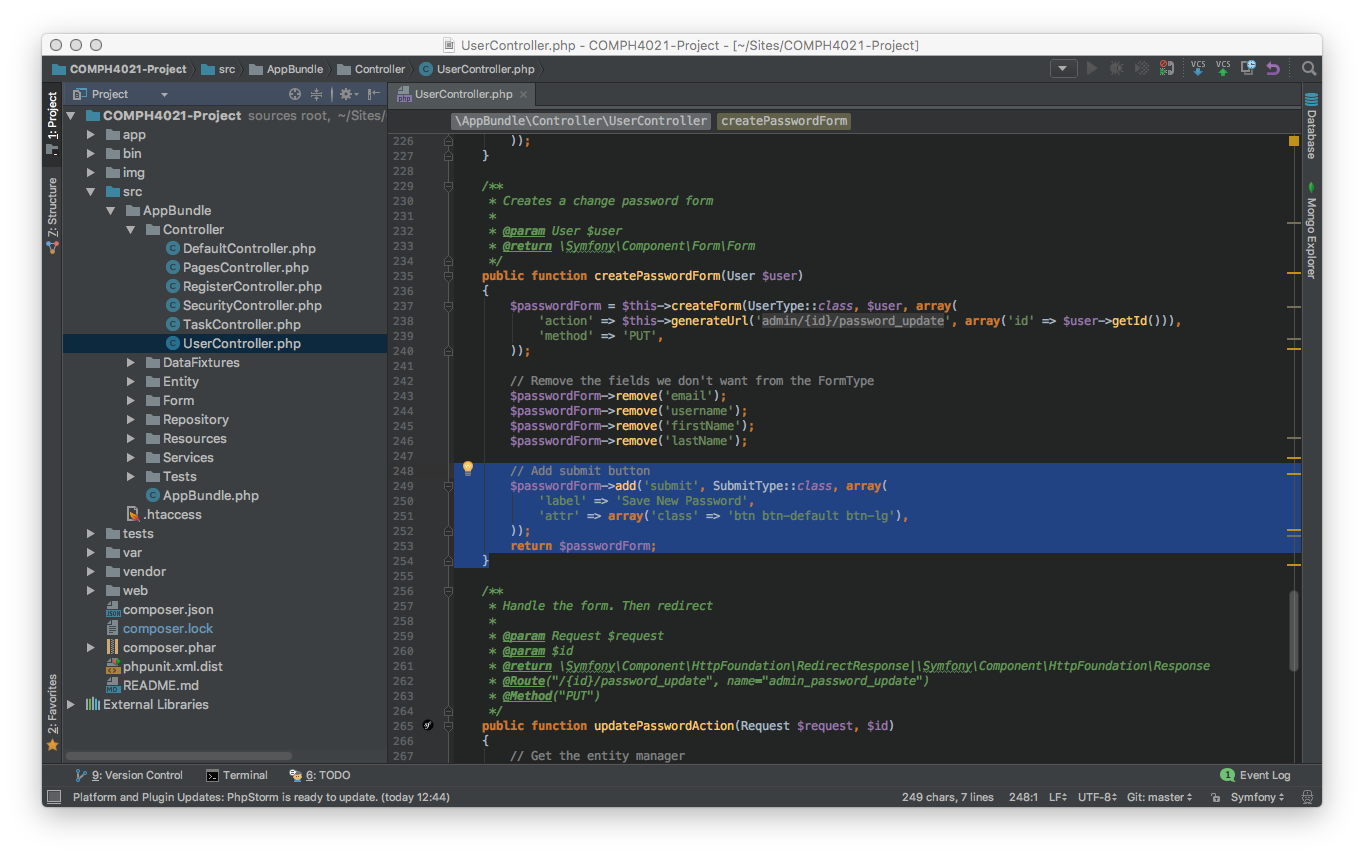 UserController.php - COMPH4021-Project - [~/Sites/COMPH4021-Project]
COMPH4021-Project src AppBundle Controller UserController.php
VCS VCS
1: Project
Z: Structure
2: Favorites
Project
COMPH4021-Project sources root, ~/Sites/
app
bin
img
src
AppBundle
Controller
DefaultController.php
PagesController.php
RegisterController.php
SecurityController.php
TaskController.php
UserController.php
DataFixtures
Entity
Form
Repository
Resources
Services
Tests
AppBundle.php
.htaccess
tests
var
vendor
web
composer.json
composer.lock
composer.phar
phpunit.xml.dist
README.md
External Libraries
UserController.php
\AppBundle\Controller\UserController createPasswordForm
226 ));
227 }
228
229 /**
230 * Creates a change password form
231 *
232 * @param User $user
233 * @return \Symfony\Component\Form\Form
234 */
235 public function createPasswordForm(User $user)
236 {
237 $passwordForm = $this->createForm(UserType::class, $user, array(
238 'action' => $this->generateUrl('admin/{id}/password_update', array('id' => $user->getId())),
239 'method' => 'PUT',
240 ));
241
242 // Remove the fields we don't want from the FormType
243 $passwordForm->remove('email');
244 $passwordForm->remove('username');
245 $passwordForm->remove('firstName');
246 $passwordForm->remove('lastName');
247
248 // Add submit button
249 $passwordForm->add('submit', SubmitType::class, array(
250 'label' => 'Save New Password',
251 'attr' => array('class' => 'btn btn-default btn-lg'),
252 ));
253 return $passwordForm;
254 }
255
256 /**
257 * Handle the form. Then redirect
258 *
259 * @param Request $request
260 * @param $id
261 * @return \Symfony\Component\HttpFoundation\RedirectResponse|\Symfony\Component\HttpFoundation\Response
262 * @Route("/{id}/password_update", name="admin_password_update")
263 * @Method("PUT")
264 */
265 public function updatePasswordAction(Request $request, $id)
266 {
267 // Get the entity manager
Database
Mongo Explorer
9: Version Control Terminal 6: TODO 1 Event Log
Platform and Plugin Updates: PhpStorm is ready to update. (today 12:44) 249 chars, 7 lines 248:1 LF UTF-8 Git: master Symfony